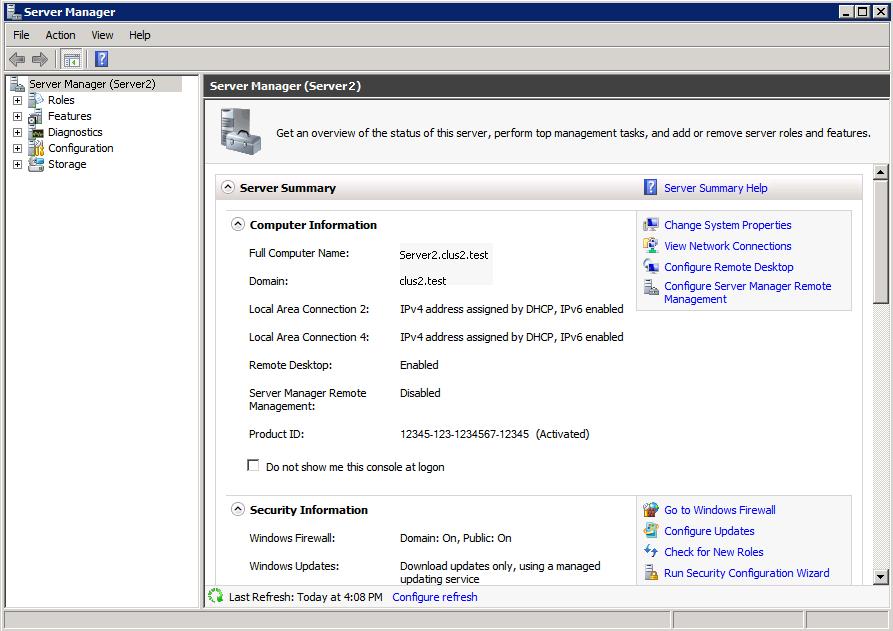 Server Manager
File Action View Help
Server Manager (Server2)
Roles
Features
Diagnostics
Configuration
Storage
Server Manager (Server2)
Get an overview of the status of this server, perform top management tasks, and add or remove server roles and features.
Server Summary
Server Summary Help
Computer Information
Full Computer Name: Server2.clus2.test
Domain: clus2.test
Local Area Connection 2: IPv4 address assigned by DHCP, IPv6 enabled
Local Area Connection 4: IPv4 address assigned by DHCP, IPv6 enabled
Remote Desktop: Enabled
Server Manager Remote Disabled
Management:
Product ID: 12345-123-1234567-12345 (Activated)
Do not show me this console at logon
Change System Properties
View Network Connections
Configure Remote Desktop
Configure Server Manager Remote
Management
Security Information
Windows Firewall: Domain: On, Public: On
Windows Updates: Download updates only, using a managed
updating service
Go to Windows Firewall
Configure Updates
Check for New Roles
Run Security Configuration Wizard
Last Refresh: Today at 4:08 PM Configure refresh